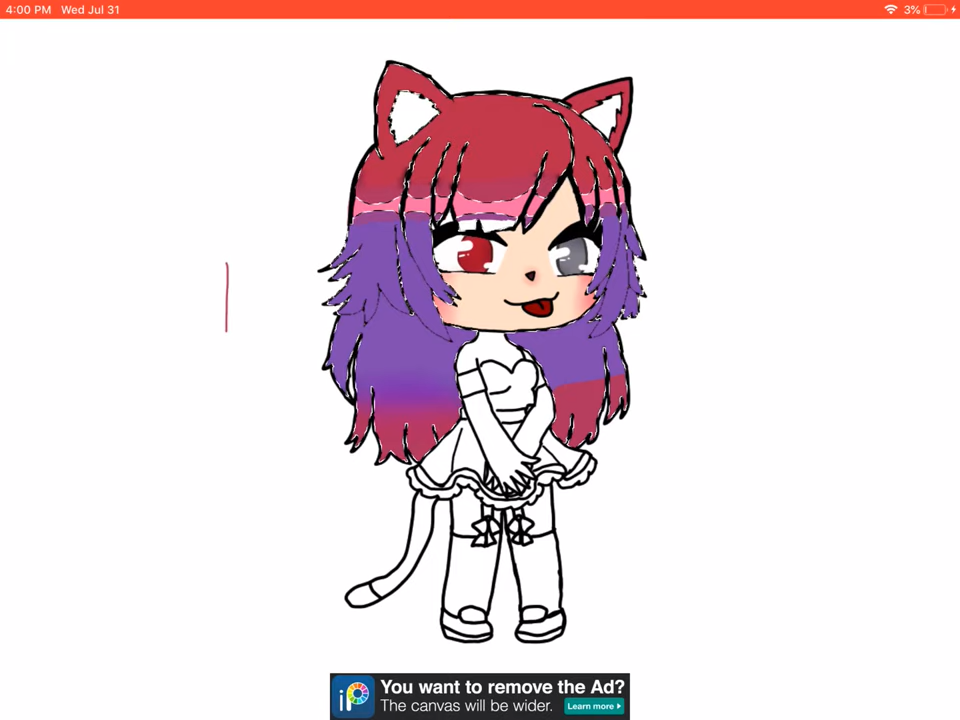 4:00 PM Wed Jul 31 3%
iP You want to remove the Ad?
The canvas will be wider. Learn more